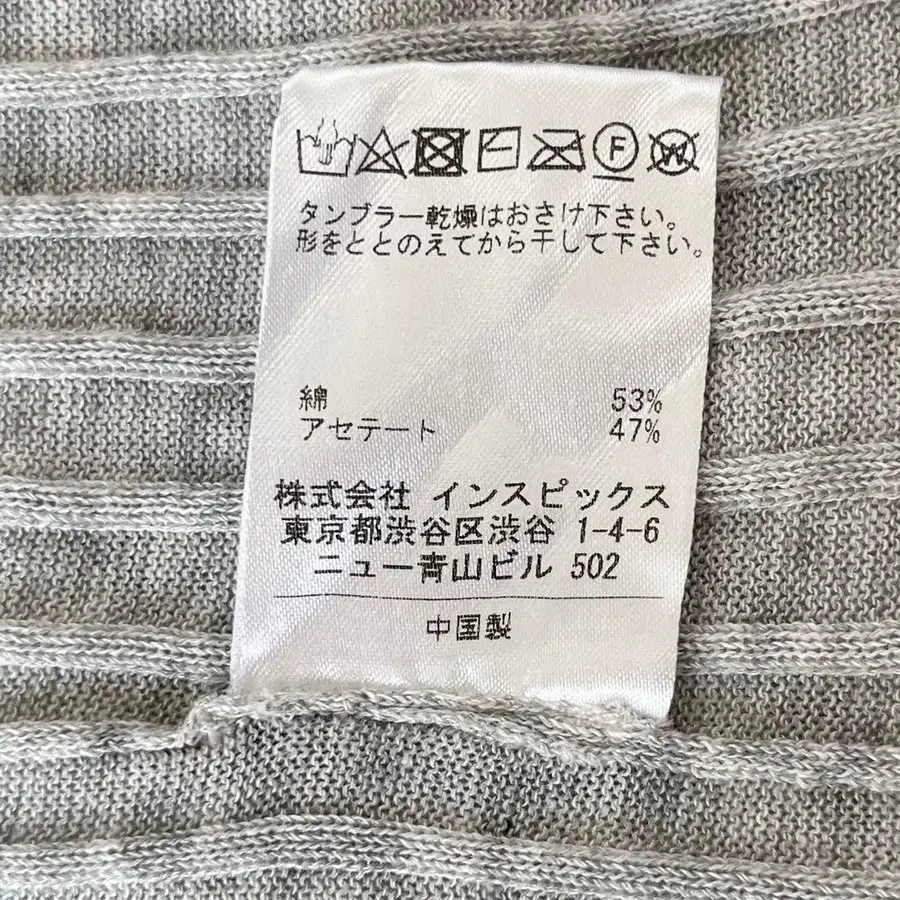 F W
タンブラー乾燥はおさけ下さい。
形をととのえてから干して下さい。
綿 53%
アセテート 47%
株式会社 インスピックス
東京都渋谷区渋谷 1-4-6
ニュー青山ビル 502
中国製